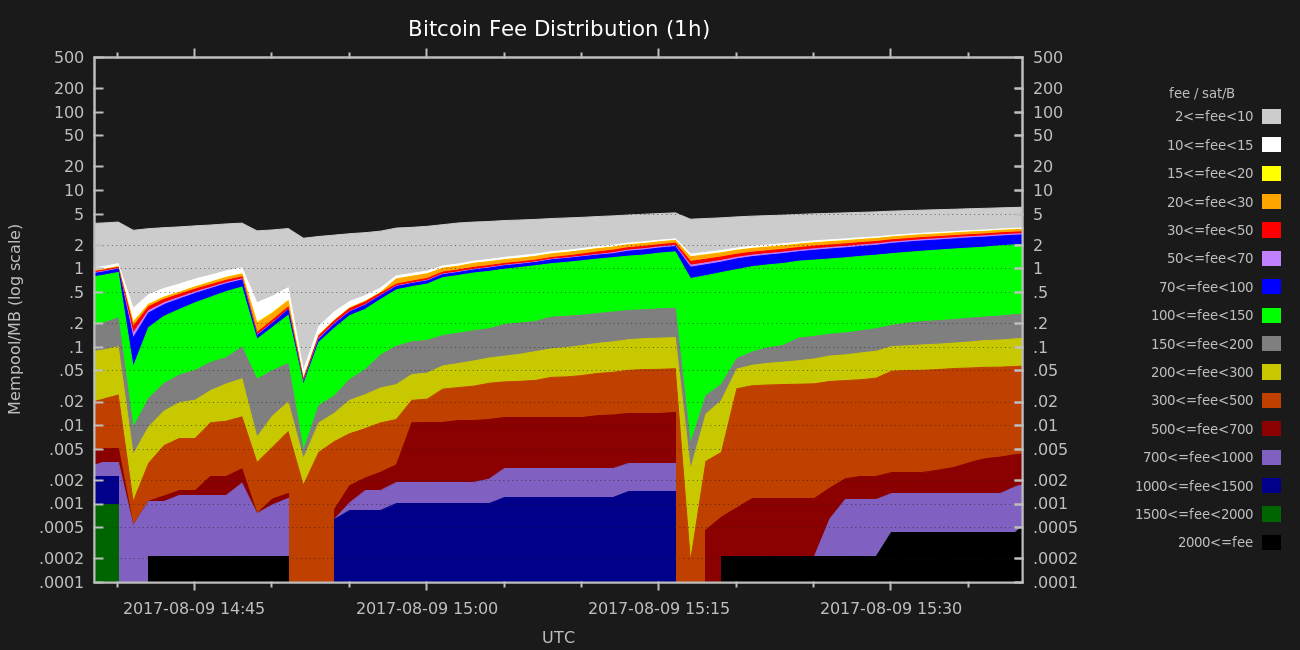 Bitcoin Fee Distribution (1h)
Mempool/MB (log scale)
500
200
100
50
20
10
5
2
1
.5
.2
.1
.05
.02
.01
.005
.002
.001
.0005
.0002
.0001
500
200
100
50
20
10
5
2
1
.5
.2
.1
.05
.02
.01
.005
.002
.001
.0005
.0002
.0001
2017-08-09 14:45
2017-08-09 15:00
2017-08-09 15:15
2017-08-09 15:30
UTC
fee / sat/B
2<=fee<10
10<=fee<15
15<=fee<20
20<=fee<30
30<=fee<50
50<=fee<70
70<=fee<100
100<=fee<150
150<=fee<200
200<=fee<300
300<=fee<500
500<=fee<700
700<=fee<1000
1000<=fee<1500
1500<=fee<2000
2000<=fee